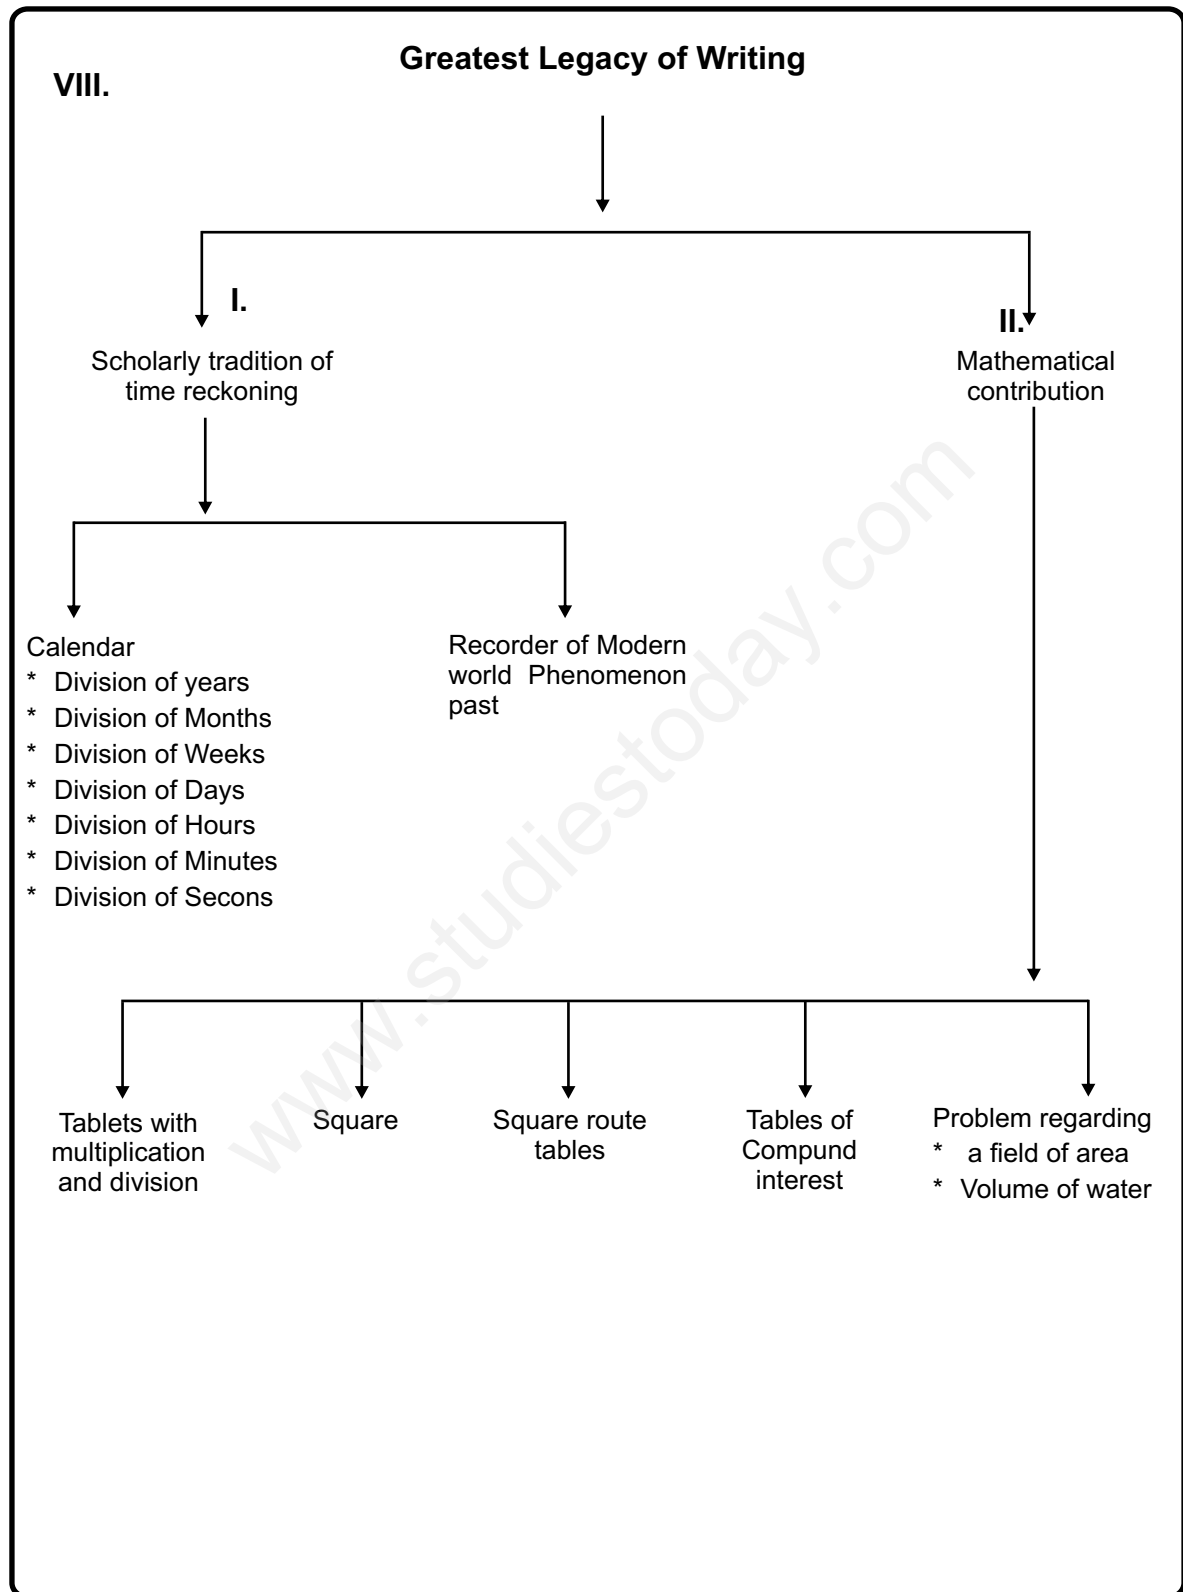 Greatest Legacy of Writing
VIII.
I.
II.
Scholarly tradition of
time reckoning
Mathematical
contribution
Calendar
* Division of years
* Division of Months
* Division of Weeks
* Division of Days
* Division of Hours
* Division of Minutes
* Division of Secons
Recorder of Modern
world Phenomenon
past
Tablets with
multiplication
and division
Square
Square route
tables
Tables of
Compund
interest
Problem regarding
* a field of area
* Volume of water
www.studiestoday.com